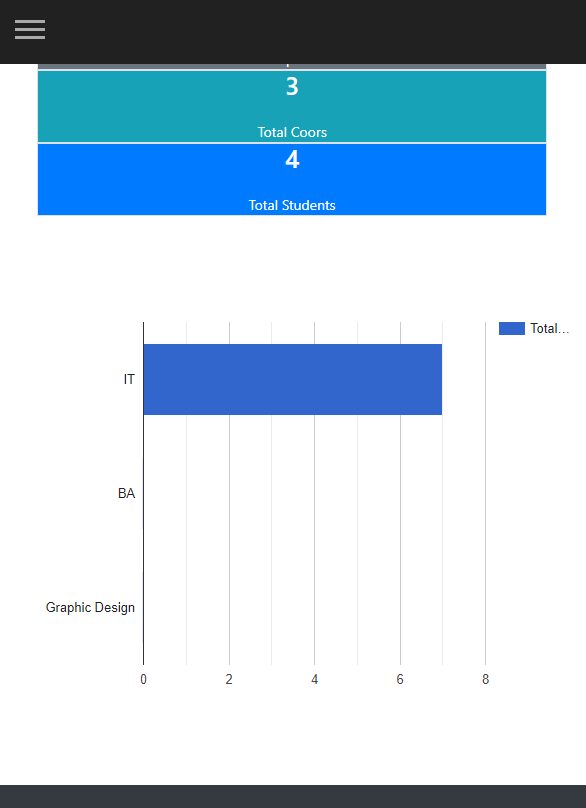 3
Total Coors
4
Total Students
Total...
IT
BA
Graphic Design
0 2 4 6 8